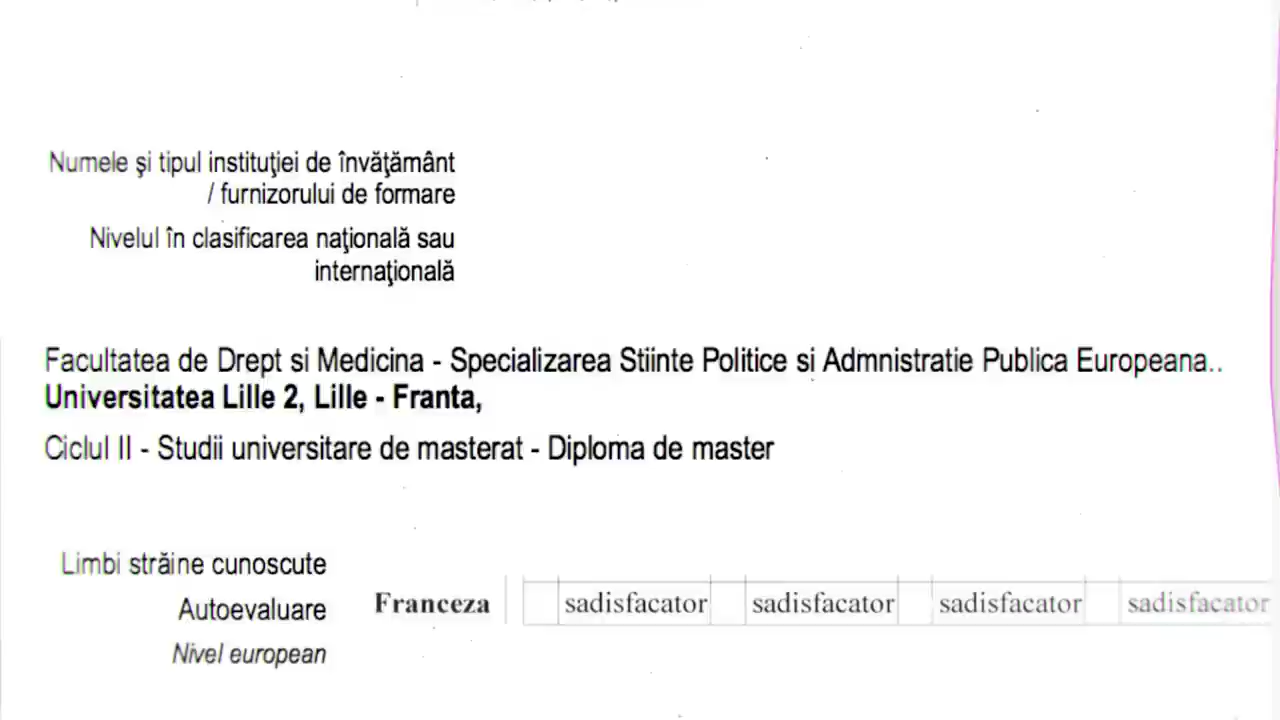 Numele şi tipul instituţiei de învăţământ
/ furnizorului de formare
Nivelul în clasificarea naţională sau
internaţională
Facultatea de Drept si Medicina - Specializarea Stiinte Politice si Admnistratie Publica Europeana..
Universitatea Lille 2, Lille - Franta,
Ciclul II - Studii universitare de masterat - Diploma de master
Limbi străine cunoscute
Autoevaluare
Franceza sadisfacator sadisfacator sadisfacator sadisfacator
Nivel european